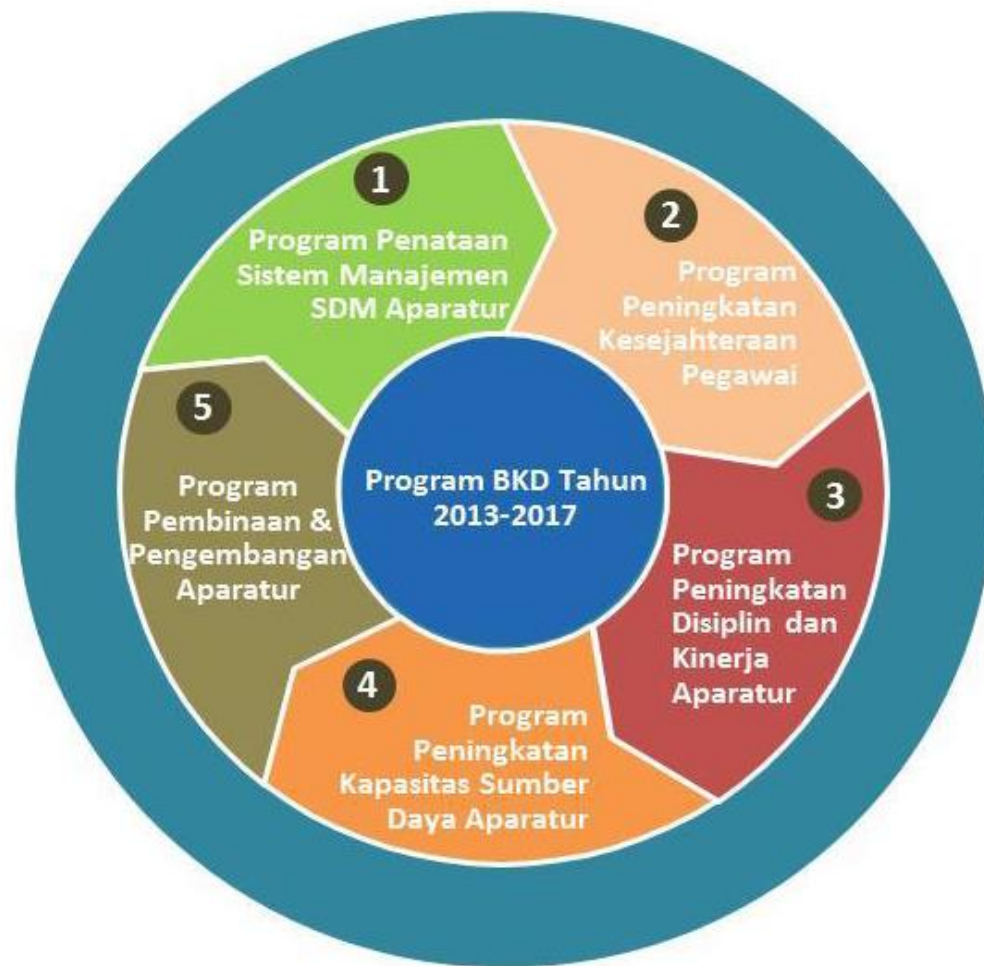 1
Program Penataan
Sistem Manajemen
SDM Aparatur
2
Program
Peningkatan
Kesejahteraan
Pegawai
3
Program
Peningkatan
Disiplin dan
Kinerja
Aparatur
4
Program
Peningkatan
Kapasitas Sumber
Daya Aparatur
5
Program
Pembinaan &
Pengembangan
Aparatur
Program BKD Tahun
2013-2017